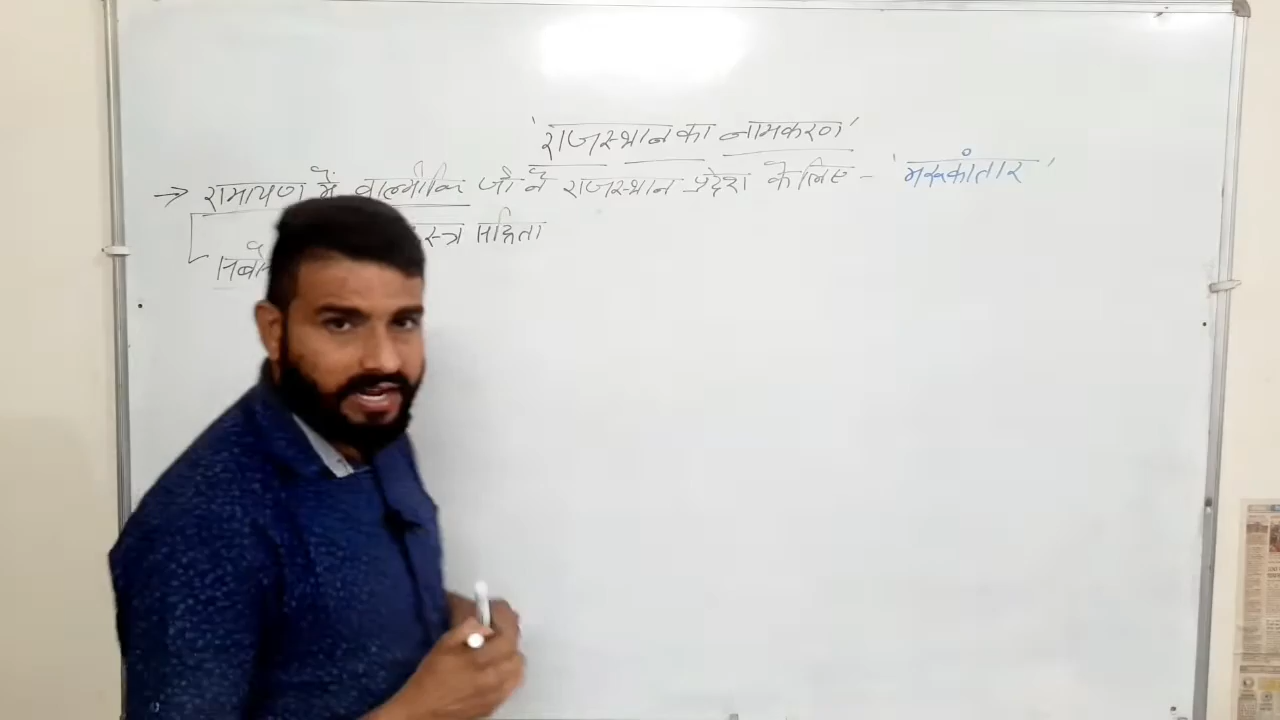 'राजस्थान का नामकरण'
→ रामायण में वाल्मीकि जी ने राजस्थान प्रदेश के लिए - 'मरुकांतार'
स्त्र संहिता